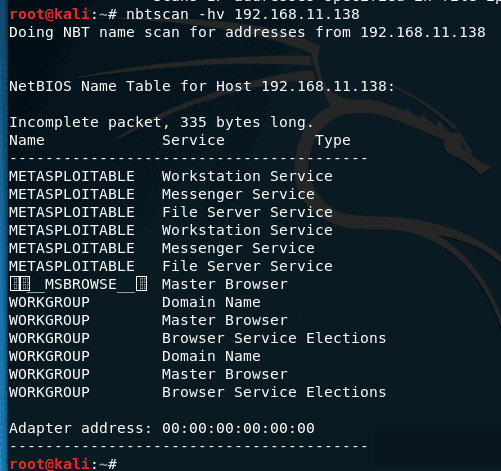 root@kali:~# nbtscan -hv 192.168.11.138
Doing NBT name scan for addresses from 192.168.11.138
NetBIOS Name Table for Host 192.168.11.138:
Incomplete packet, 335 bytes long.
Name             Service          Type
----------------------------------------
METASPLOITABLE   Workstation Service
METASPLOITABLE   Messenger Service
METASPLOITABLE   File Server Service
METASPLOITABLE   Workstation Service
METASPLOITABLE   Messenger Service
METASPLOITABLE   File Server Service
__MSBROWSE__  Master Browser
WORKGROUP        Domain Name
WORKGROUP        Master Browser
WORKGROUP        Browser Service Elections
WORKGROUP        Domain Name
WORKGROUP        Master Browser
WORKGROUP        Browser Service Elections
Adapter address: 00:00:00:00:00:00
----------------------------------------
root@kali:~#